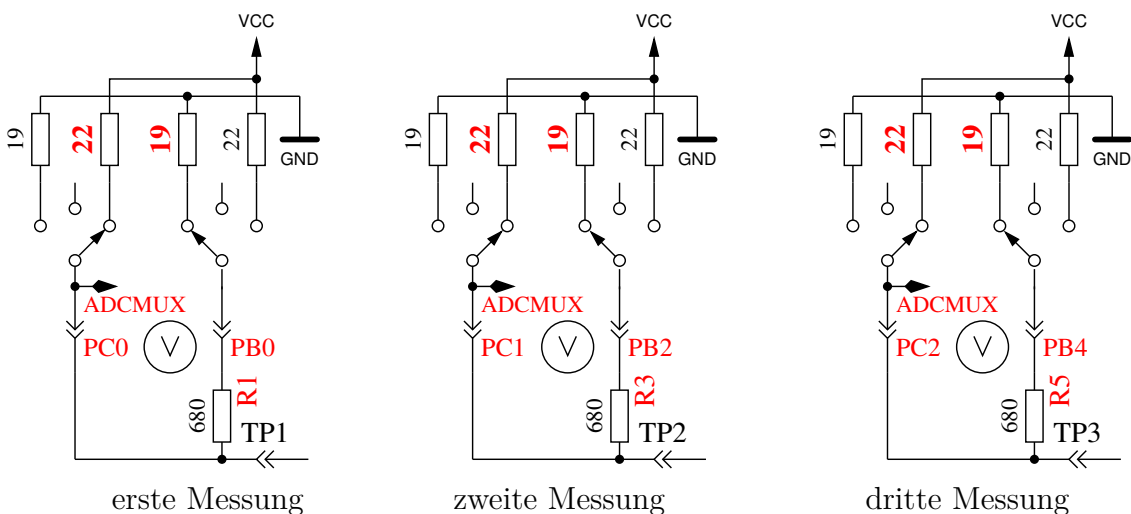 VCC
19
22
19
22
GND
ADCMUX
PC0
V
PB0
R1
680
TP1
erste Messung
VCC
19
22
19
22
GND
ADCMUX
PC1
V
PB2
R3
680
TP2
zweite Messung
VCC
19
22
19
22
GND
ADCMUX
PC2
V
PB4
R5
680
TP3
dritte Messung